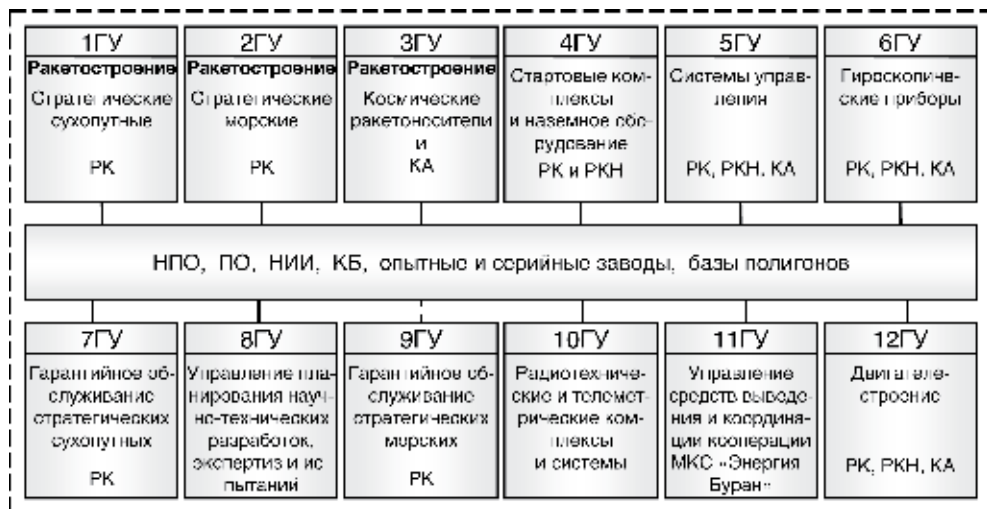 1ГУ
Ракетостроение
Стратегические
сухопутные
РК
2ГУ
Ракетостроение
Стратегические
морские
РК
3ГУ
Ракетостроение
Космические
ракетоносители
и
КА
4ГУ
Стартовые ком-
плексы
и наземное обо-
рудование
РК и РКН
5ГУ
Системы управ-
ления
РК, РКН, КА
6ГУ
Гироскопиче-
ские приборы
РК, РКН, КА
НПО, ПО, НИИ, КБ, опытные и серийные заводы, базы полигонов
7ГУ
Гарантийное об-
служивание
стратегических
сухопутных
РК
8ГУ
Управление пла-
нирования науч-
но-технических
разработок,
экспертиз и ис
пытаний
9ГУ
Гарантийное об-
служивание
стратегических
морских
РК
10ГУ
Радиотехниче-
ские и телемет-
рические ком-
плексы
и системы
11ГУ
Управление
средств выведе-
ния и координа-
ции кооперации
МКС «Энергия
Буран»
12ГУ
Двигателе-
строение
РК, РКН, КА